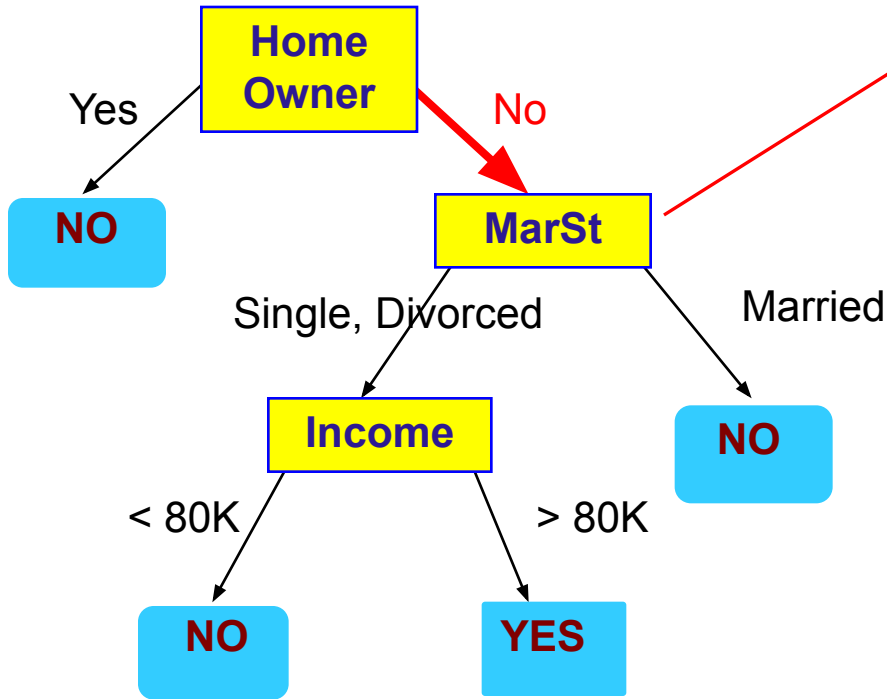 Home
Owner
Yes
No
NO
MarSt
Single, Divorced
Married
Income
NO
< 80K
> 80K
NO
YES